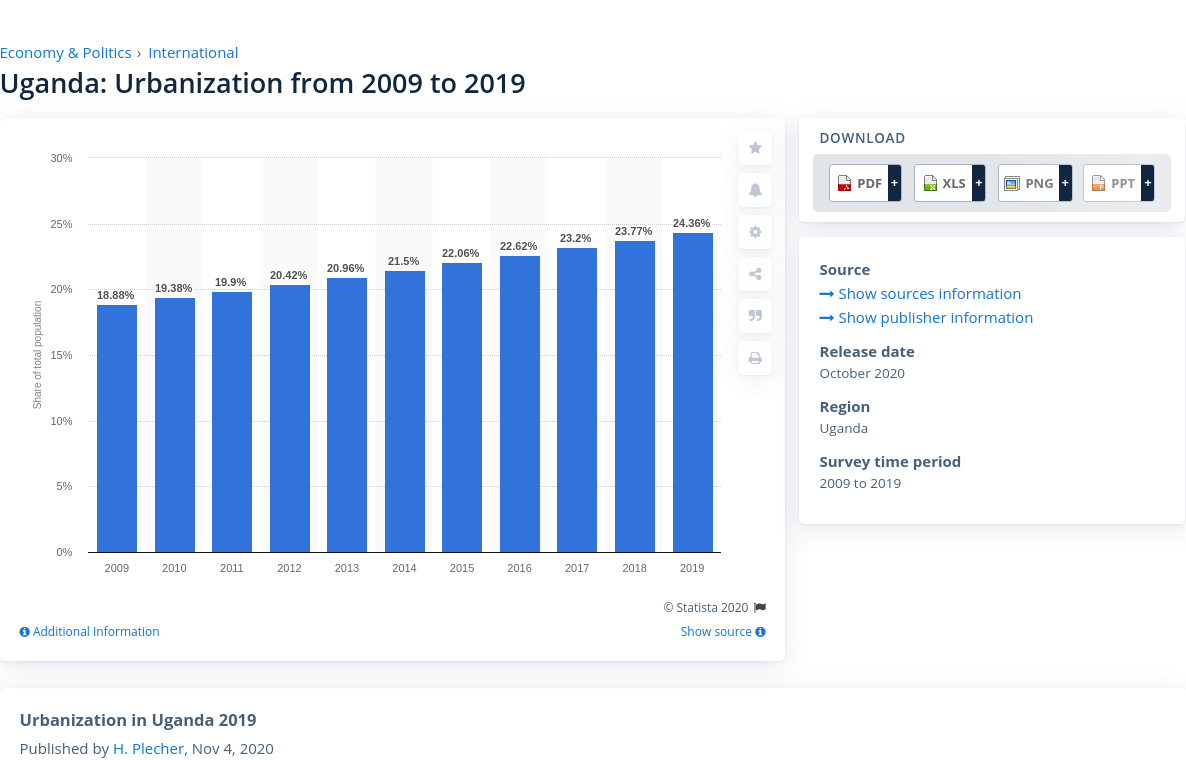 Economy & Politics › International
Uganda: Urbanization from 2009 to 2019
30%
25%
20%
15%
10%
5%
0%
Share of total population
18.88%
19.38%
19.9%
20.42%
20.96%
21.5%
22.06%
22.62%
23.2%
23.77%
24.36%
2009 2010 2011 2012 2013 2014 2015 2016 2017 2018 2019
© Statista 2020
Additional Information
Show source
DOWNLOAD
PDF + XLS + PNG + PPT +
Source
Show sources information
Show publisher information
Release date
October 2020
Region
Uganda
Survey time period
2009 to 2019
Urbanization in Uganda 2019
Published by H. Plecher, Nov 4, 2020